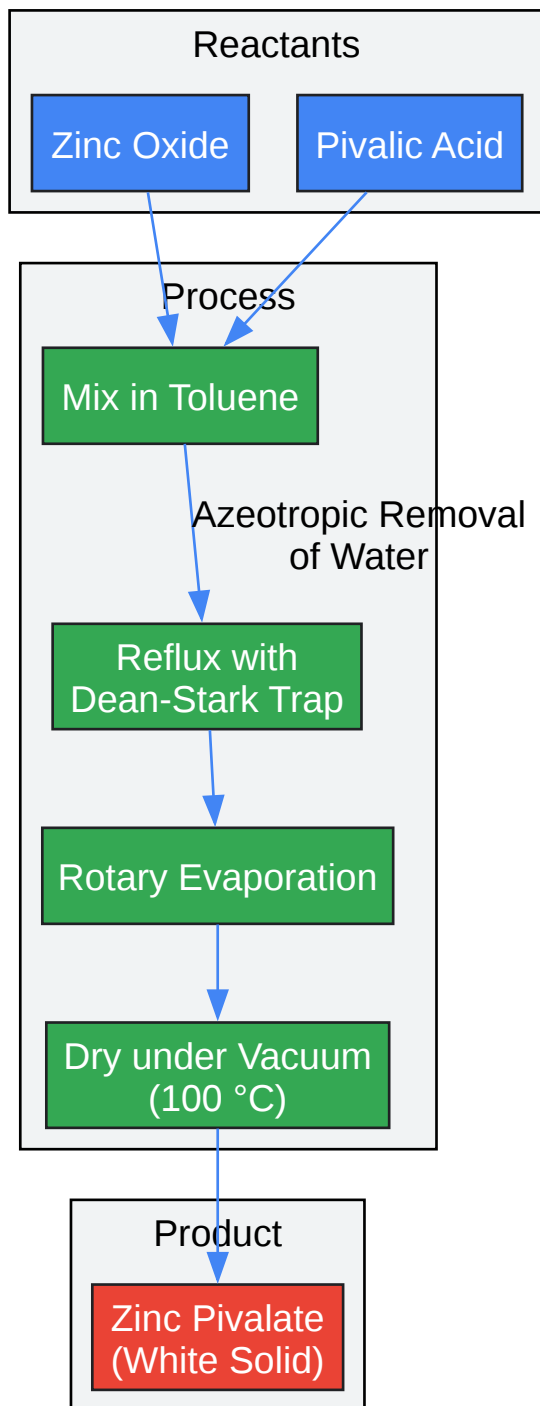 Reactants
Zinc Oxide
Pivalic Acid
Process
Mix in Toluene
Azeotropic Removal
of Water
Reflux with
Dean-Stark Trap
Rotary Evaporation
Dry under Vacuum
(100 °C)
Product
Zinc Pivalate
(White Solid)